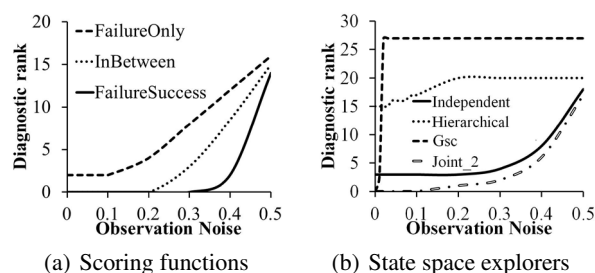 20
15
10
5
0
Diagnostic rank
FailureOnly
InBetween
FailureSuccess
0 0.1 0.2 0.3 0.4 0.5
Observation Noise
(a) Scoring functions
30
25
20
15
10
5
0
Diagnostic rank
Independent
Hierarchical
Gsc
Joint_2
0 0.1 0.2 0.3 0.4 0.5
Observation Noise
(b) State space explorers